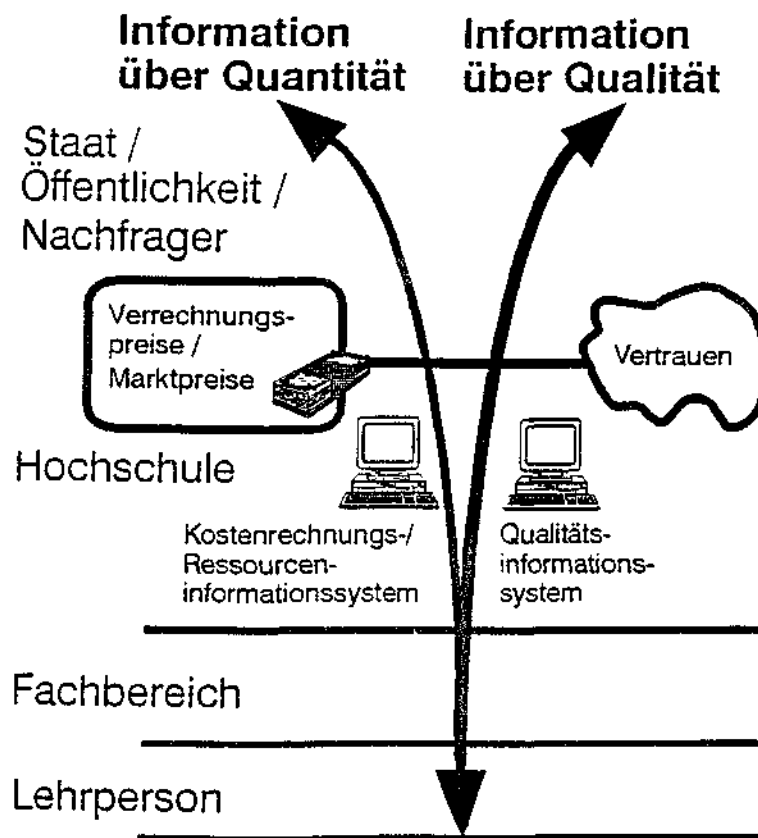 Information
über Quantität
Information
über Qualität
Staat /
Öffentlichkeit /
Nachfrager
Verrechnungs-
preise /
Marktpreise
Vertrauen
Hochschule
Kostenrechnungs-/
Ressourcen-
informationssystem
Qualitäts-
informations-
system
Fachbereich
Lehrperson